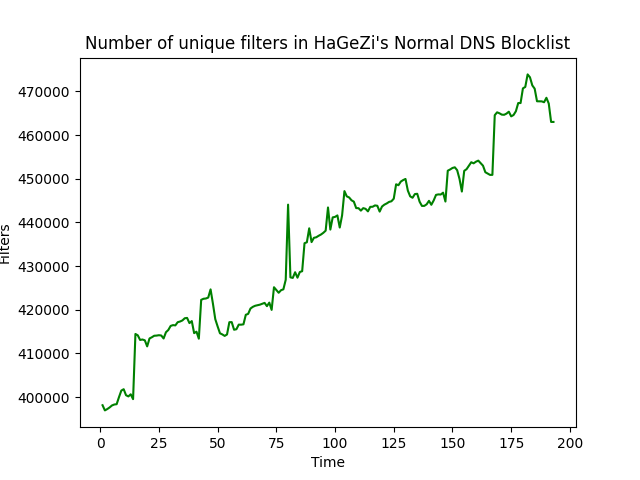 Number of unique filters in HaGeZi's Normal DNS Blocklist
470000
460000
450000
440000
430000
420000
410000
400000
Filters
0 25 50 75 100 125 150 175 200
Time